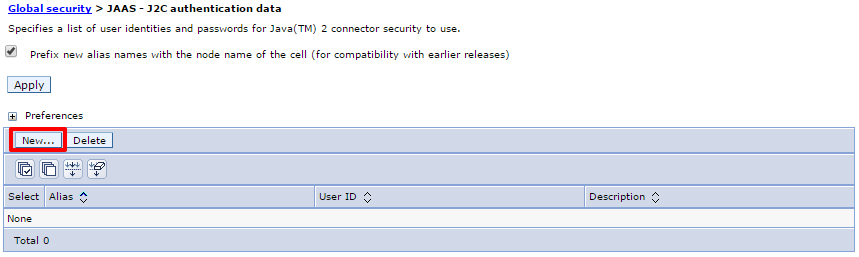 Global security > JAAS - J2C authentication data
Specifies a list of user identities and passwords for Java(TM) 2 connector security to use.
Prefix new alias names with the node name of the cell (for compatibility with earlier releases)
Apply
Preferences
New... Delete
Select Alias User ID Description
None
Total 0